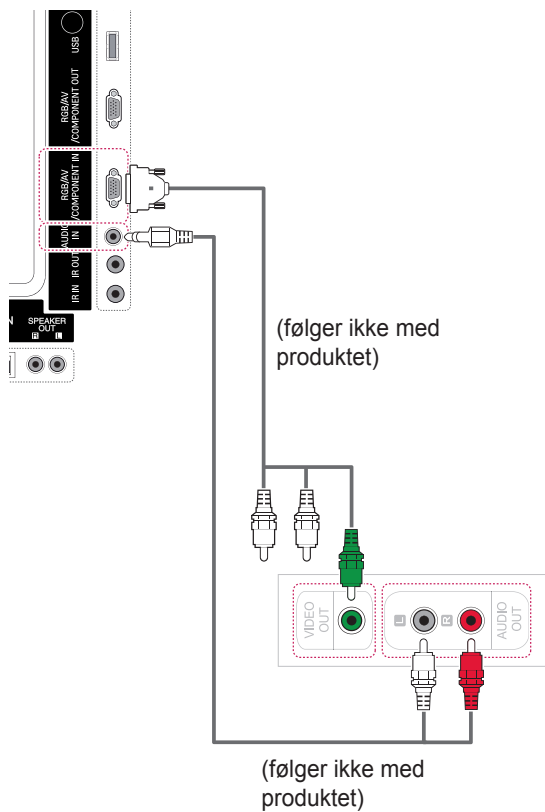 USB
RGB/AV
/COMPONENT OUT
RGB/AV
/COMPONENT IN
AUDIO
IN
IR OUT
IR IN
SPEAKER
OUT
R L
(følger ikke med
produktet)
VIDEO
OUT
L R
AUDIO
OUT
(følger ikke med
produktet)